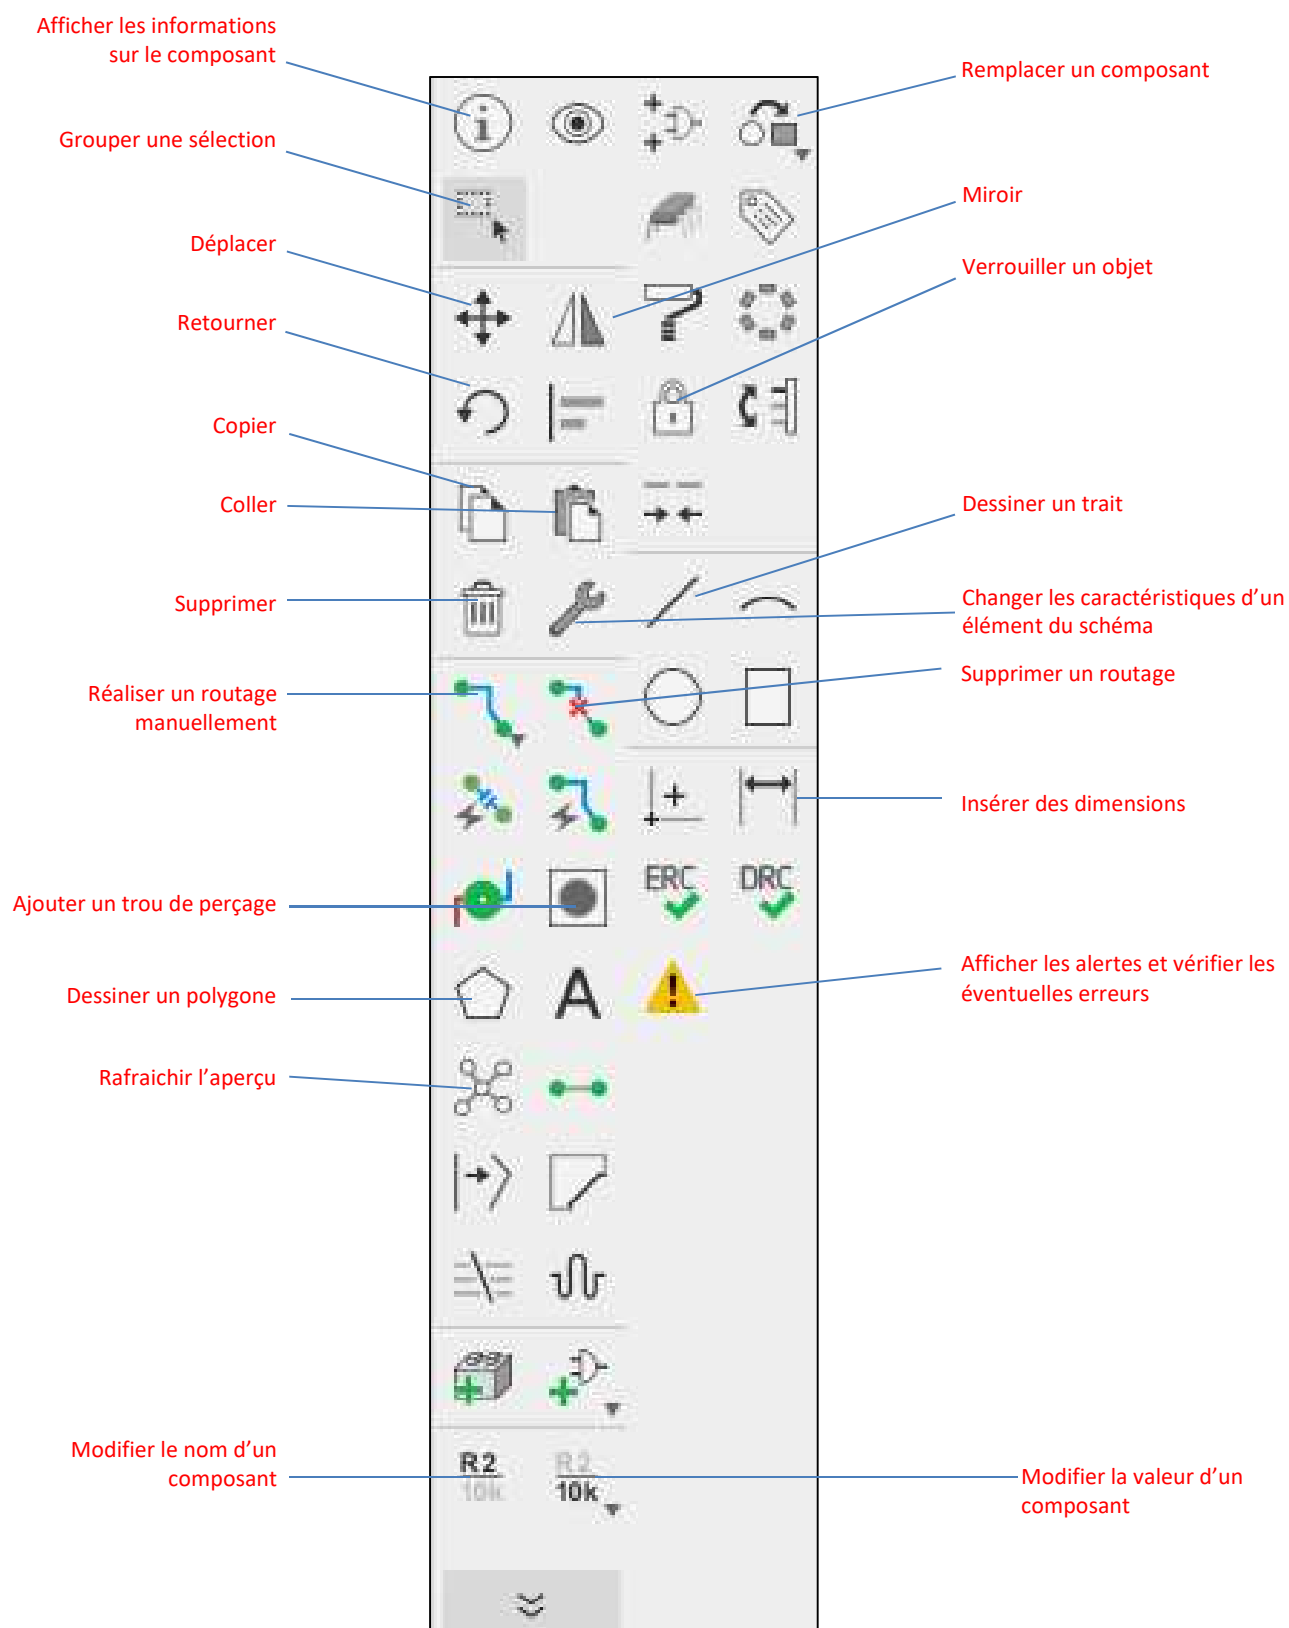 Afficher les informations
sur le composant
Remplacer un composant
Grouper une sélection
Miroir
Déplacer
Verrouiller un objet
Retourner
Copier
Coller
Dessiner un trait
Supprimer
Changer les caractéristiques d’un
élément du schéma
Supprimer un routage
Réaliser un routage
manuellement
Insérer des dimensions
ERC
DRC
Ajouter un trou de perçage
Afficher les alertes et vérifier les
éventuelles erreurs
Dessiner un polygone
A
Rafraichir l’aperçu
Modifier le nom d’un
composant
R2
10k
R2
10k
Modifier la valeur d’un
composant